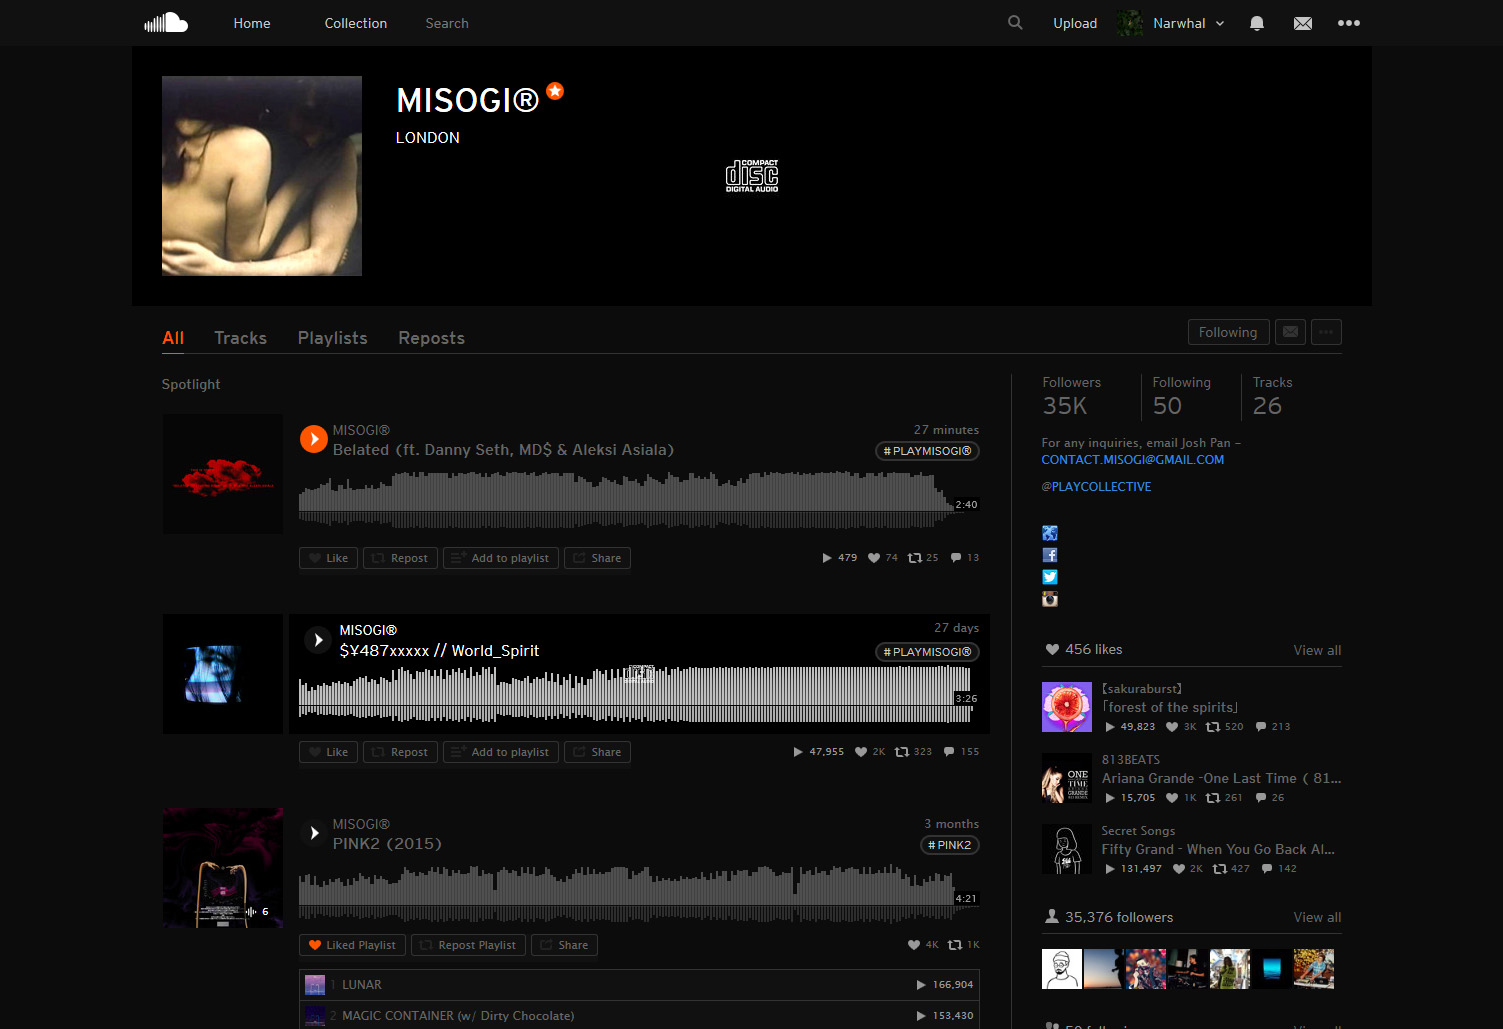 Home Collection Search Upload Narwhal
MISOGI®
LONDON
COMPACT
disc
DIGITAL AUDIO
All Tracks Playlists Reposts Following
Spotlight
MISOGI® 27 minutes
Belated (ft. Danny Seth, MD$ & Aleksi Asiala) # PLAYMISOGI®
2:40
Like Repost Add to playlist Share 479 74 25 13
MISOGI® 27 days
$¥487xxxxx // World_Spirit # PLAYMISOGI®
3:26
Like Repost Add to playlist Share 47,955 2K 323 155
MISOGI® 3 months
PINK2 (2015) # PINK2
4:21
6
Liked Playlist Repost Playlist Share 4K 1K
1 LUNAR 166,904
2 MAGIC CONTAINER (w/ Dirty Chocolate) 153,430
Followers Following Tracks
35K 50 26
For any inquiries, email Josh Pan –
CONTACT.MISOGI@GMAIL.COM
@PLAYCOLLECTIVE
456 likes View all
【sakuraburst】
「forest of the spirits」
49,823 3K 520 213
813BEATS
Ariana Grande -One Last Time ( 81...
15,705 1K 261 26
ONE
TIME
GRANDE
Secret Songs
Fifty Grand - When You Go Back Al...
131,497 2K 427 142
35,376 followers View all